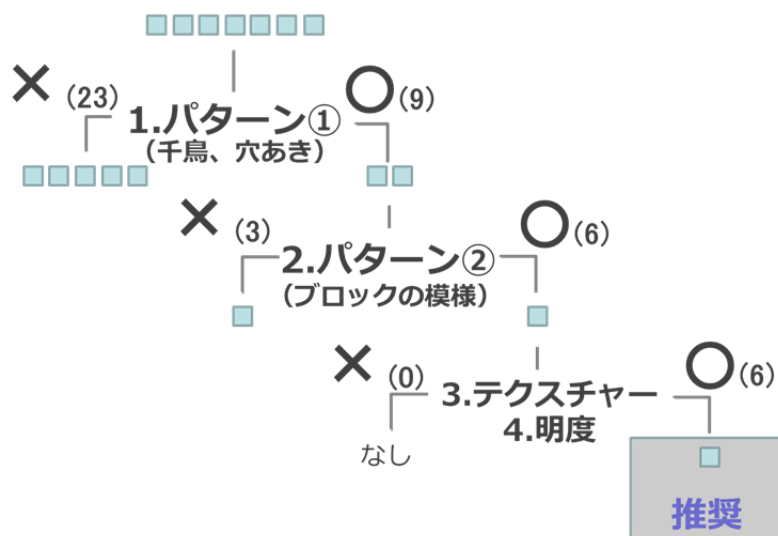 ×(23)
○(9)
1.パターン①
(千鳥、穴あき)
×(3)
○(6)
2.パターン②
(ブロックの模様)
×(0)
○(6)
3.テクスチャー
4.明度
なし
推奨